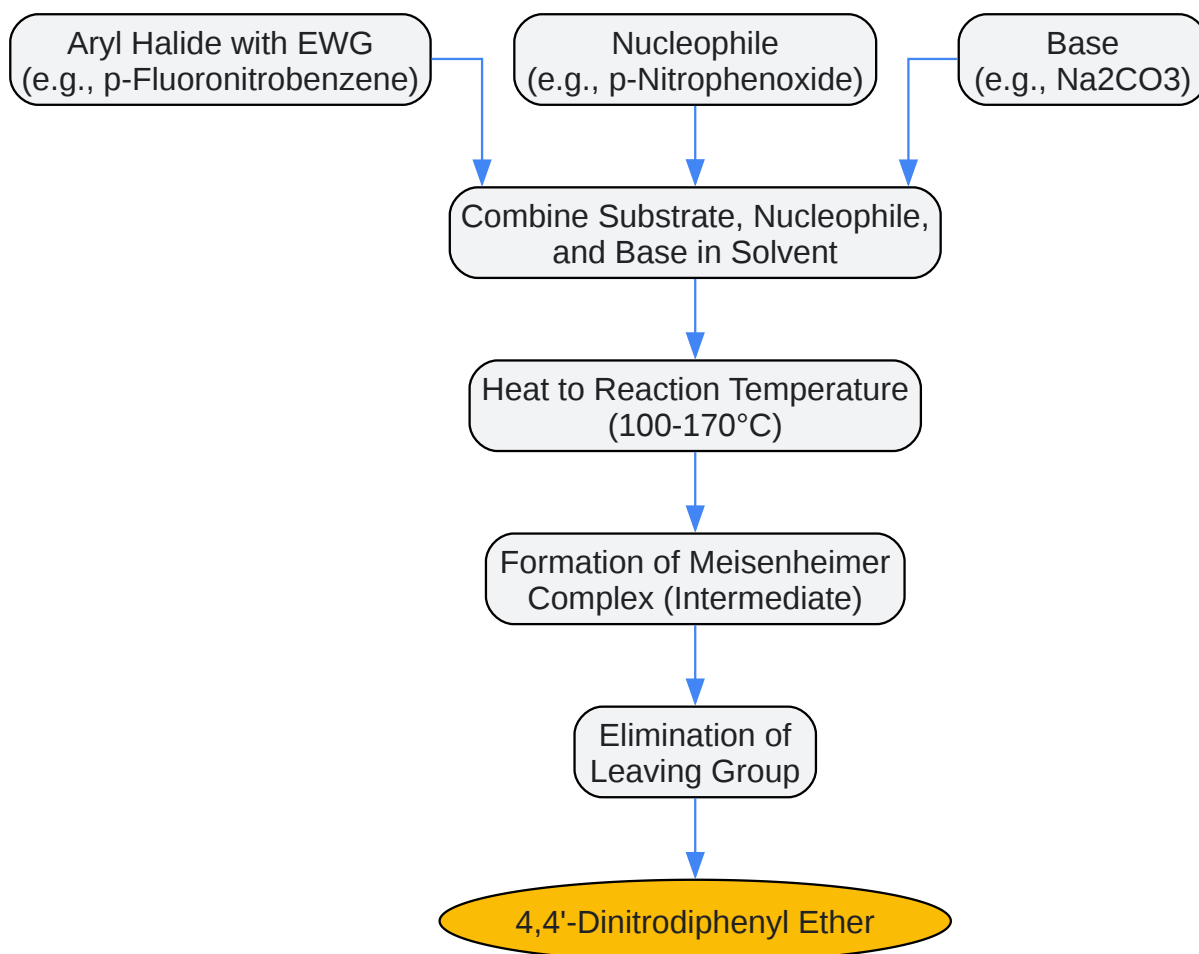 Aryl Halide with EWG
(e.g., p-Fluoronitrobenzene)
Nucleophile
(e.g., p-Nitrophenoxide)
Base
(e.g., Na2CO3)
Combine Substrate, Nucleophile,
and Base in Solvent
Heat to Reaction Temperature
(100-170°C)
Formation of Meisenheimer
Complex (Intermediate)
Elimination of
Leaving Group
4,4'-Dinitrodiphenyl Ether